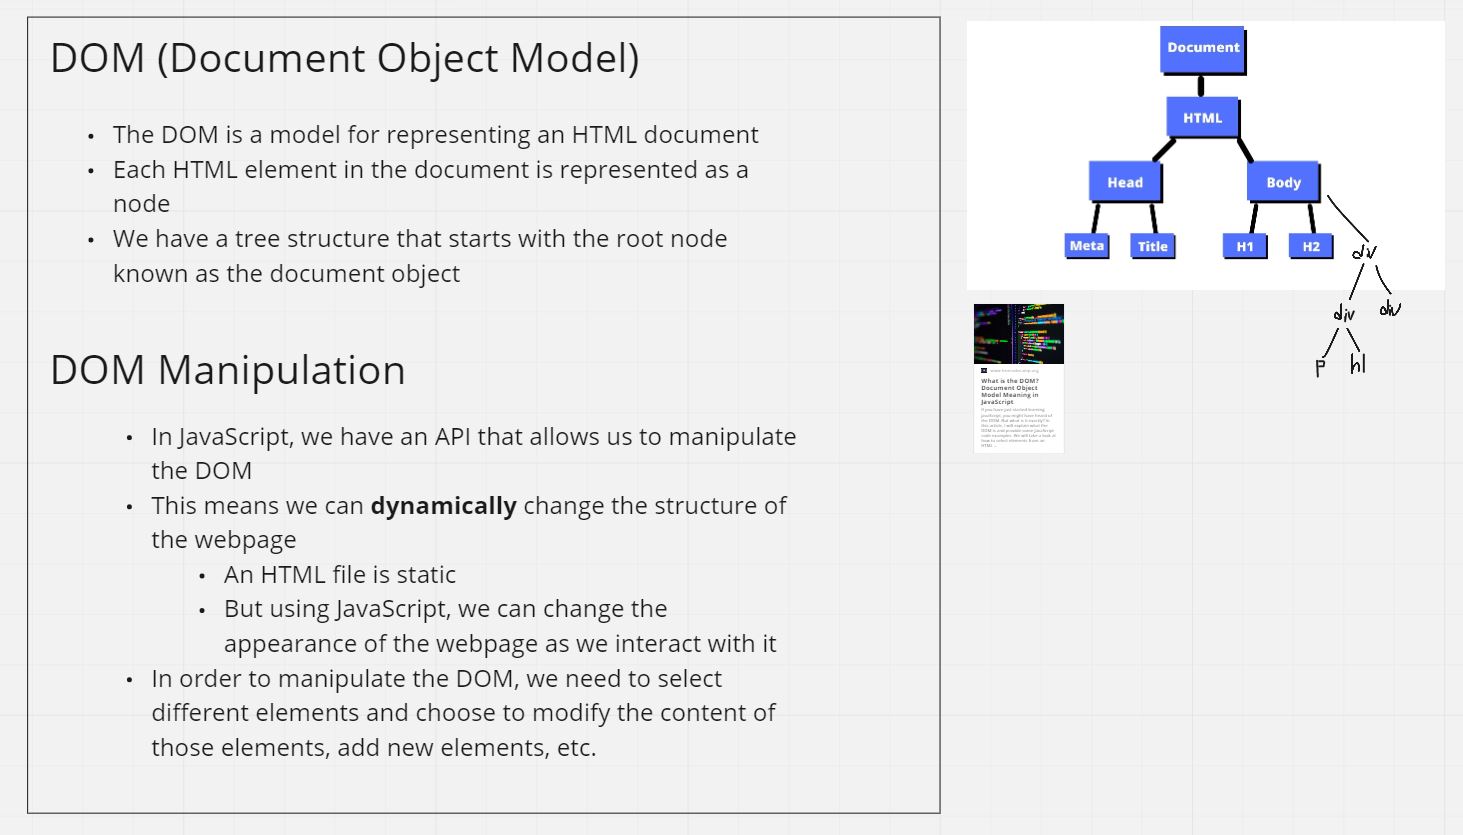 DOM (Document Object Model)
• The DOM is a model for representing an HTML document
• Each HTML element in the document is represented as a
node
• We have a tree structure that starts with the root node
known as the document object
DOM Manipulation
• In JavaScript, we have an API that allows us to manipulate
the DOM
• This means we can dynamically change the structure of
the webpage
• An HTML file is static
• But using JavaScript, we can change the
appearance of the webpage as we interact with it
• In order to manipulate the DOM, we need to select
different elements and choose to modify the content of
those elements, add new elements, etc.
Document
HTML
Head
Body
Meta
Title
H1
H2
div
div
div
p
h1
What is the DOM?
Document Object
Model Meaning in
JavaScript